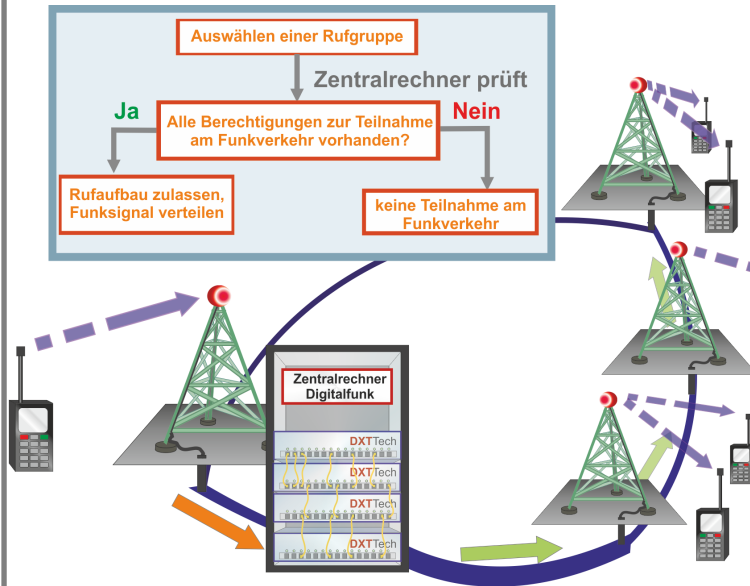 Auswählen einer Rufgruppe
Zentralrechner prüft
Ja
Nein
Alle Berechtigungen zur Teilnahme
am Funkverkehr vorhanden?
Rufaufbau zulassen,
Funksignal verteilen
keine Teilnahme am
Funkverkehr
Zentralrechner
Digitalfunk
DXTTech
DXTTech
DXTTech
DXTTech